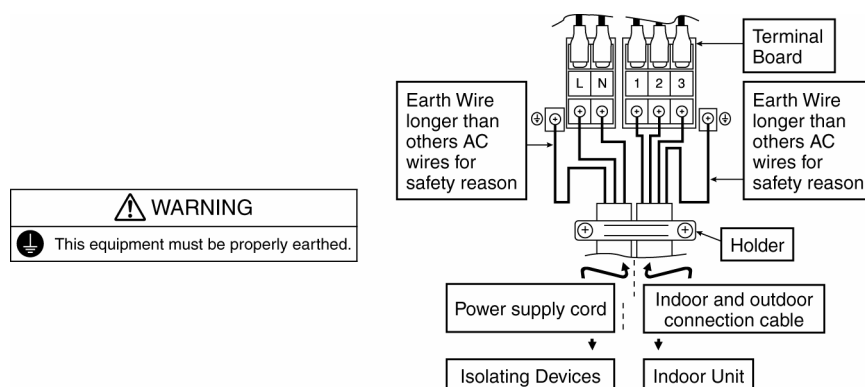 WARNING
This equipment must be properly earthed.
Terminal
Board
L N 1 2 3
Earth Wire
longer than
others AC
wires for
safety reason
Earth Wire
longer than
others AC
wires for
safety reason
Holder
Power supply cord
Indoor and outdoor
connection cable
Isolating Devices
Indoor Unit